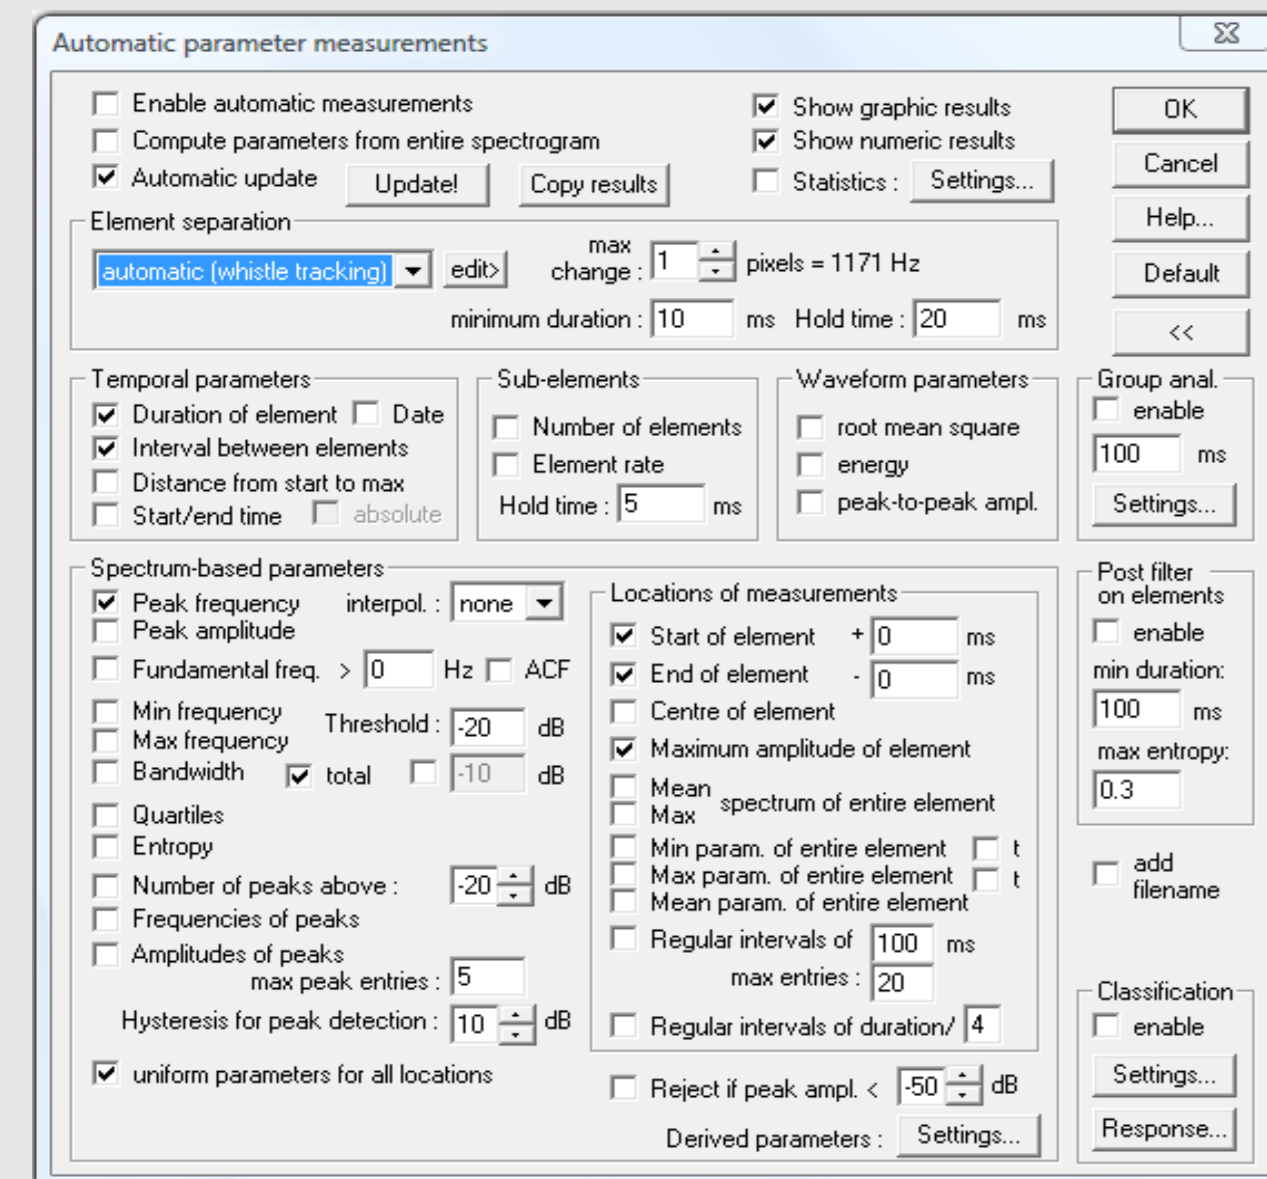 Automatic parameter measurements
Enable automatic measurements
Compute parameters from entire spectrogram
Automatic update Update! Copy results
Show graphic results
Show numeric results
Statistics : Settings...
OK
Cancel
Help...
Default
<<
Element separation
automatic (whistle tracking) edit> max change : 1 pixels = 1171 Hz
minimum duration : 10 ms Hold time : 20 ms
Temporal parameters
Duration of element Date
Interval between elements
Distance from start to max
Start/end time absolute
Sub-elements
Number of elements
Element rate
Hold time : 5 ms
Waveform parameters
root mean square
energy
peak-to-peak ampl.
Group anal.
enable
100 ms
Settings...
Spectrum-based parameters
Peak frequency interpol. : none
Peak amplitude
Fundamental freq. > 0 Hz ACF
Min frequency
Threshold : -20 dB
Max frequency
Bandwidth total -10 dB
Quartiles
Entropy
Number of peaks above : -20 dB
Frequencies of peaks
Amplitudes of peaks
max peak entries : 5
Hysteresis for peak detection : 10 dB
uniform parameters for all locations
Locations of measurements
Start of element + 0 ms
End of element - 0 ms
Centre of element
Maximum amplitude of element
Mean
Max
spectrum of entire element
Min param. of entire element t
Max param. of entire element t
Mean param. of entire element
Regular intervals of 100 ms
max entries : 20
Regular intervals of duration/ 4
Reject if peak ampl. < -50 dB
Derived parameters : Settings...
Post filter
on elements
enable
min duration:
100 ms
max entropy:
0.3
add
filename
Classification
enable
Settings...
Response...